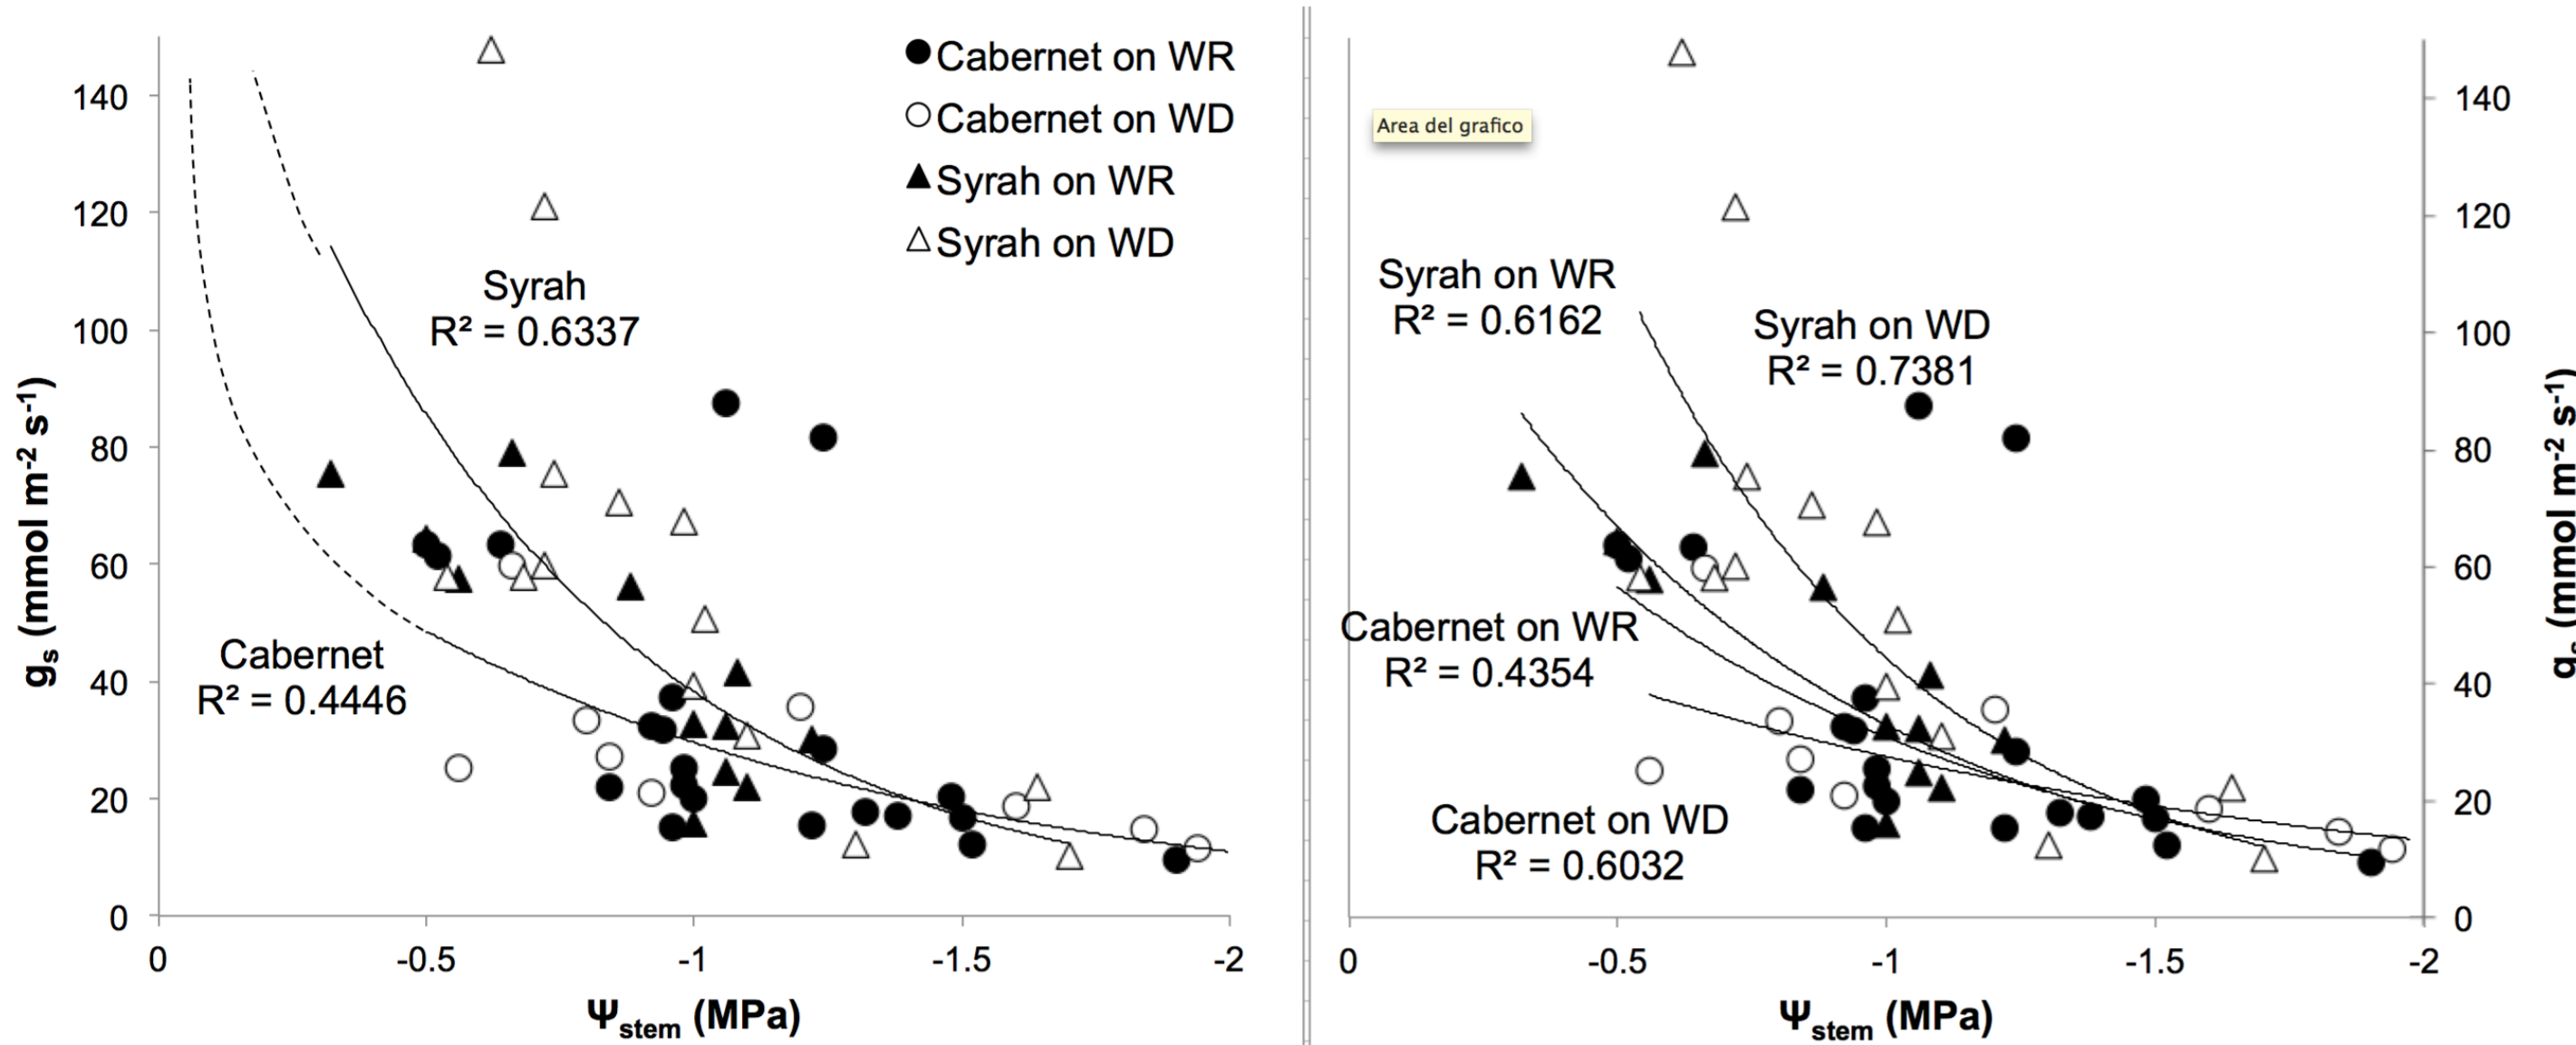 Cabernet on WR
Cabernet on WD
Syrah on WR
Syrah on WD
140
120
100
80
60
40
20
0
gs (mmol m-2 s-1)
Syrah
R² = 0.6337
Cabernet
R² = 0.4446
0
-0.5
-1
-1.5
-2
Ψstem (MPa)
Area del grafico
Syrah on WR
R² = 0.6162
Syrah on WD
R² = 0.7381
Cabernet on WR
R² = 0.4354
Cabernet on WD
R² = 0.6032
140
120
100
80
60
40
20
0
gs (mmol m-2 s-1)
0
-0.5
-1
-1.5
-2
Ψstem (MPa)